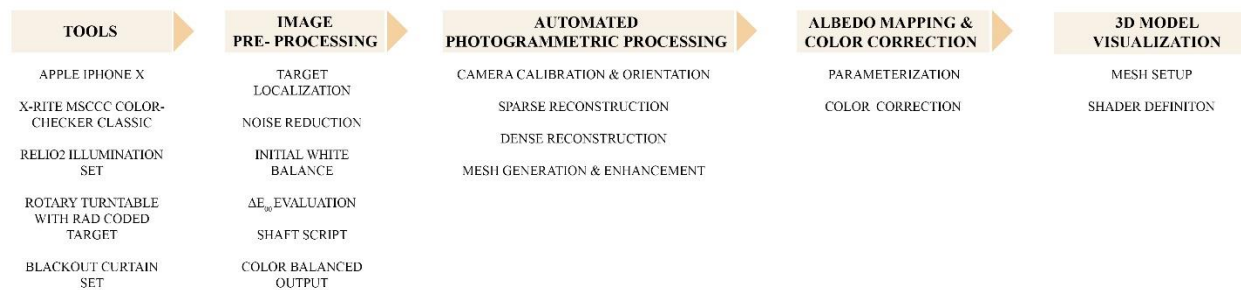 TOOLS
APPLE IPHONE X
X-RITE MSCCC COLOR-
CHECKER CLASSIC
RELIO2 ILLUMINATION
SET
ROTARY TURNTABLE
WITH RAD CODED
TARGET
BLACKOUT CURTAIN
SET
IMAGE
PRE- PROCESSING
TARGET
LOCALIZATION
NOISE REDUCTION
INITIAL WHITE
BALANCE
ΔE₀₀ EVALUATION
SHAFT SCRIPT
COLOR BALANCED
OUTPUT
AUTOMATED
PHOTOGRAMMETRIC PROCESSING
CAMERA CALIBRATION & ORIENTATION
SPARSE RECONSTRUCTION
DENSE RECONSTRUCTION
MESH GENERATION & ENHANCEMENT
ALBEDO MAPPING &
COLOR CORRECTION
PARAMETERIZATION
COLOR CORRECTION
3D MODEL
VISUALIZATION
MESH SETUP
SHADER DEFINITON